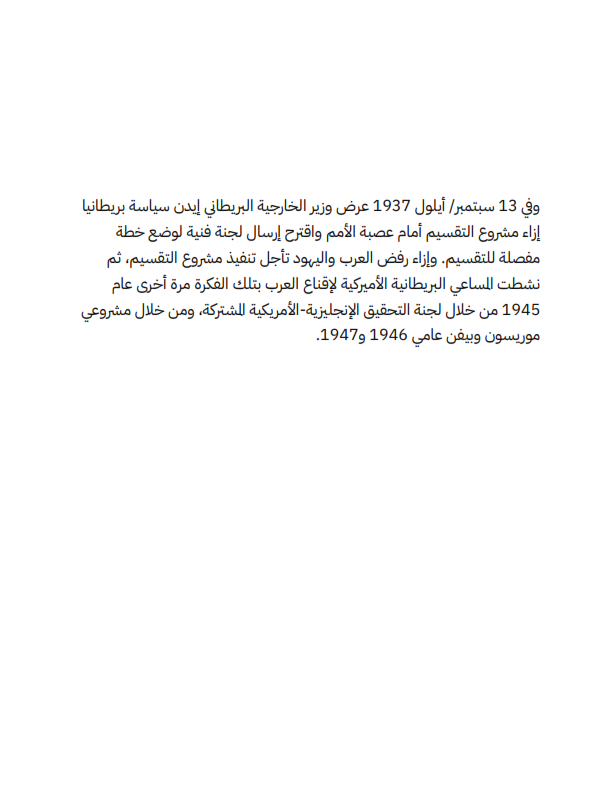 وفي 13 سبتمبر/ أيلول 1937 عرض وزير الخارجية البريطاني إيدن سياسة بريطانيا
إزاء مشروع التقسيم أمام عصبة الأمم واقترح إرسال لجنة فنية لوضع خطة
مفصلة للتقسيم. وإزاء رفض العرب واليهود تأجل تنفيذ مشروع التقسيم، ثم
نشطت المساعي البريطانية الأميركية لإقناع العرب بتلك الفكرة مرة أخرى عام
1945 من خلال لجنة التحقيق الإنجليزية-الأمريكية المشتركة، ومن خلال مشروعي
موريسون وبيفن عامي 1946 و1947.